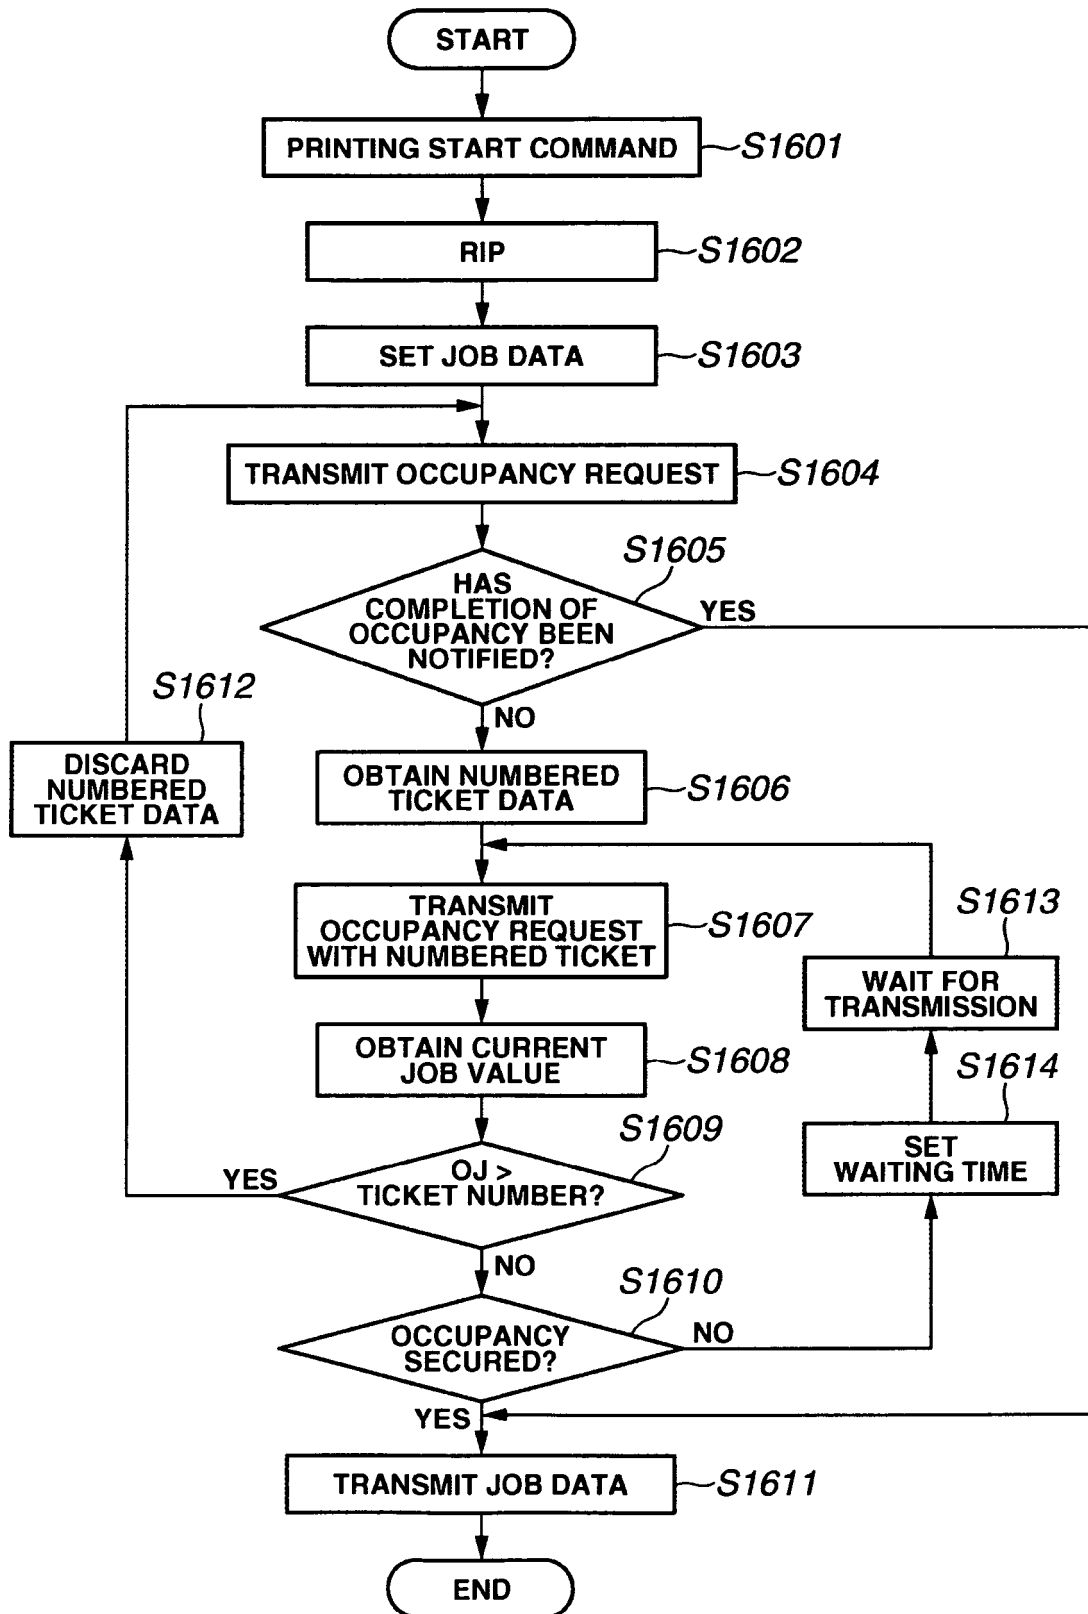 START
PRINTING START COMMAND
S1601
RIP
S1602
SET JOB DATA
S1603
TRANSMIT OCCUPANCY REQUEST
S1604
S1605
HAS
COMPLETION OF
OCCUPANCY BEEN
NOTIFIED?
YES
NO
S1612
DISCARD
NUMBERED
TICKET DATA
OBTAIN NUMBERED
TICKET DATA
S1606
TRANSMIT
OCCUPANCY REQUEST
WITH NUMBERED TICKET
S1607
S1613
WAIT FOR
TRANSMISSION
OBTAIN CURRENT
JOB VALUE
S1608
S1614
SET
WAITING TIME
S1609
OJ >
TICKET NUMBER?
YES
NO
S1610
OCCUPANCY
SECURED?
NO
YES
TRANSMIT JOB DATA
S1611
END